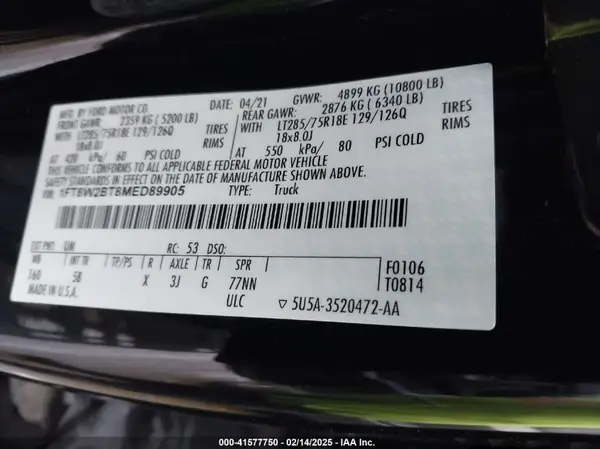 MFD. BY FORD MOTOR CO.
DATE: 04/21 GVWR: 4899 KG (10800 LB)
FRONT GAWR: 2359 KG (5200 LB) REAR GAWR: 2876 KG (6340 LB)
WITH LT285/75R18E 129/126Q TIRES WITH LT285/75R18E 129/126Q TIRES
18x8.0J RIMS 18x8.0J RIMS
AT 420 kPa/ 60 PSI COLD AT 550 kPa/ 80 PSI COLD
THIS VEHICLE CONFORMS TO ALL APPLICABLE FEDERAL MOTOR VEHICLE
SAFETY STANDARDS IN EFFECT ON THE DATE OF MANUFACTURE SHOWN ABOVE.
VIN: 1FT8W2BT8MED89905 TYPE: Truck
EXT PNT: UM RC: 53 DSO:
WB INT TR TP/PS R AXLE TR SPR
160 5B X 3J G 77NN
F0106
T0814
MADE IN U.S.A. ULC ▽ 5U5A-3520472-AA
©-41577750 - 02/14/2025 - IAA Inc.